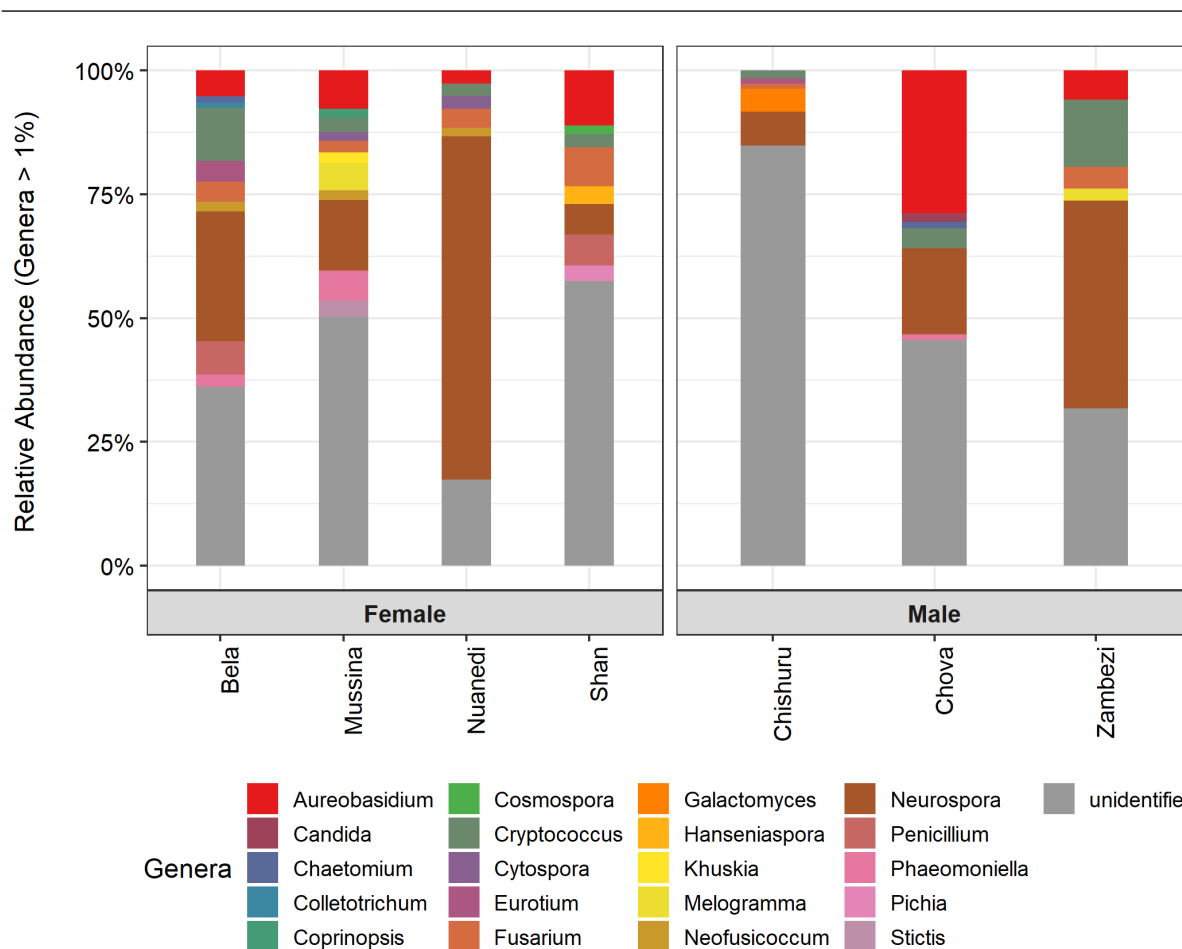 Relative Abundance (Genera > 1%)
100%
75%
50%
25%
0%
Female
Male
Bela
Mussina
Nuanedi
Shan
Chishuru
Chova
Zambezi
Genera
Aureobasidium
Candida
Chaetomium
Colletotrichum
Coprinopsis
Cosmospora
Cryptococcus
Cytospora
Eurotium
Fusarium
Galactomyces
Hanseniaspora
Khuskia
Melogramma
Neofusicoccum
Neurospora
Penicillium
Phaeomoniella
Pichia
Stictis
unidentifie